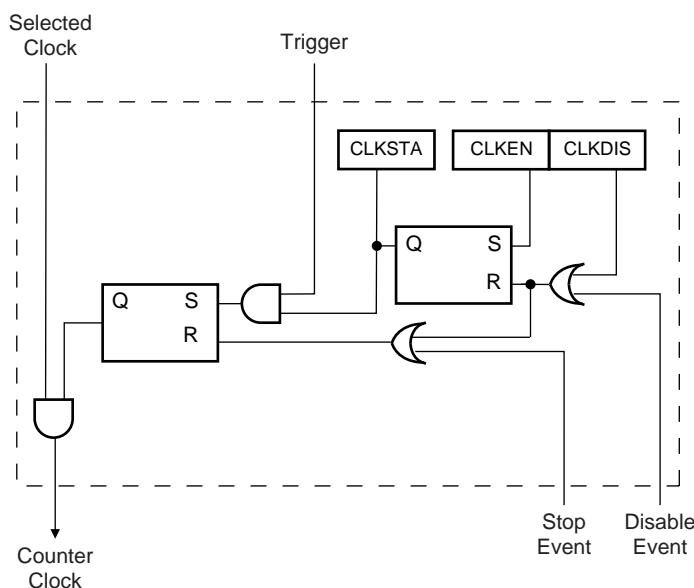 Selected
Clock
Trigger
CLKSTA
CLKEN
CLKDIS
Q
S
R
Q
S
R
Stop
Event
Disable
Event
Counter
Clock